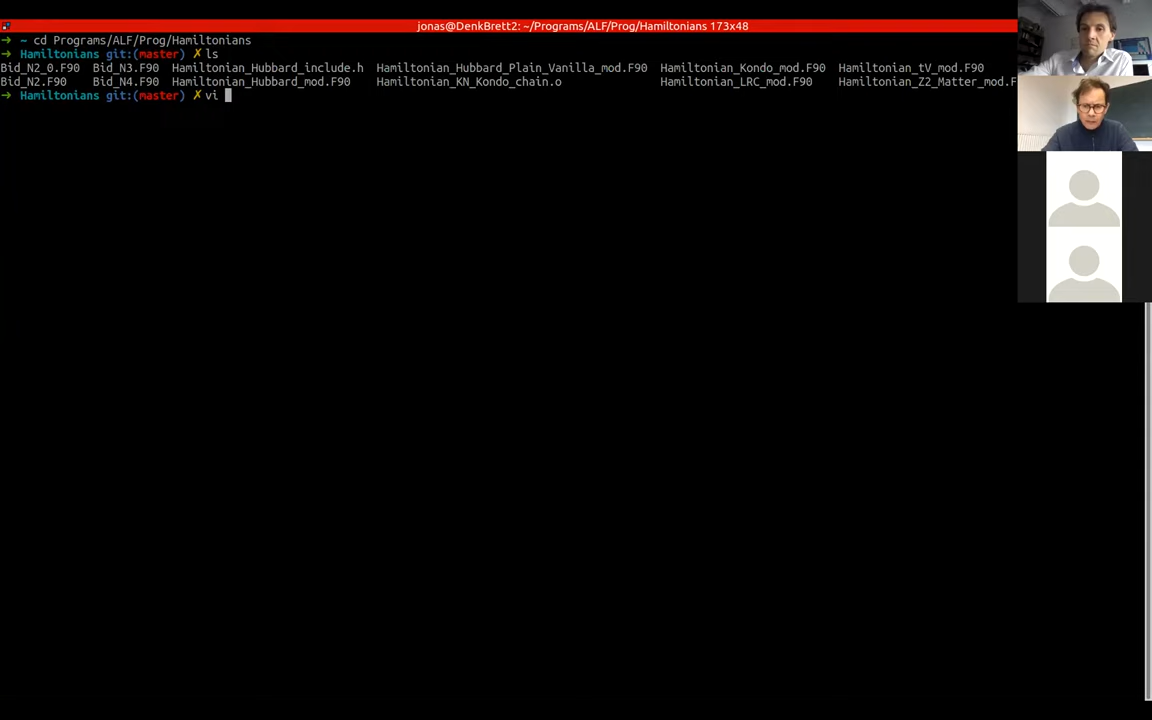 jonas@DenkBrett2: ~/Programs/ALF/Prog/Hamiltonians 173x48
➜ ~ cd Programs/ALF/Prog/Hamiltonians
➜ Hamiltonians git:(master) ✗ ls
Bid_N2_0.F90 Bid_N3.F90 Hamiltonian_Hubbard_include.h Hamiltonian_Hubbard_Plain_Vanilla_mod.F90 Hamiltonian_Kondo_mod.F90 Hamiltonian_tV_mod.F90
Bid_N2.F90 Bid_N4.F90 Hamiltonian_Hubbard_mod.F90 Hamiltonian_KN_Kondo_chain.o Hamiltonian_LRC_mod.F90 Hamiltonian_Z2_Matter_mod.F
➜ Hamiltonians git:(master) ✗ vi